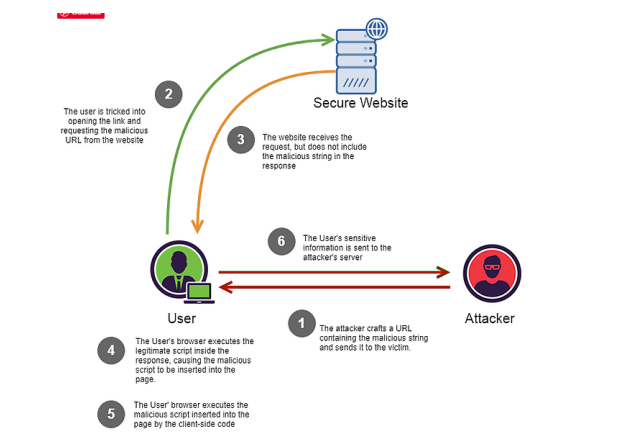 Secure Website
2
The user is tricked into
opening the link and
requesting the malicious
URL from the website
3
The website receives the
request, but does not include
the malicious string in the
response
6
The User's sensitive
information is sent to the
attacker's server
User
Attacker
1
The attacker crafts a URL
containing the malicious string
and sends it to the victim.
4
The User's browser executes the
legitimate script inside the
response, causing the malicious
script to be inserted into the
page.
5
The User' browser executes the
malicious script inserted into the
page by the client-side code